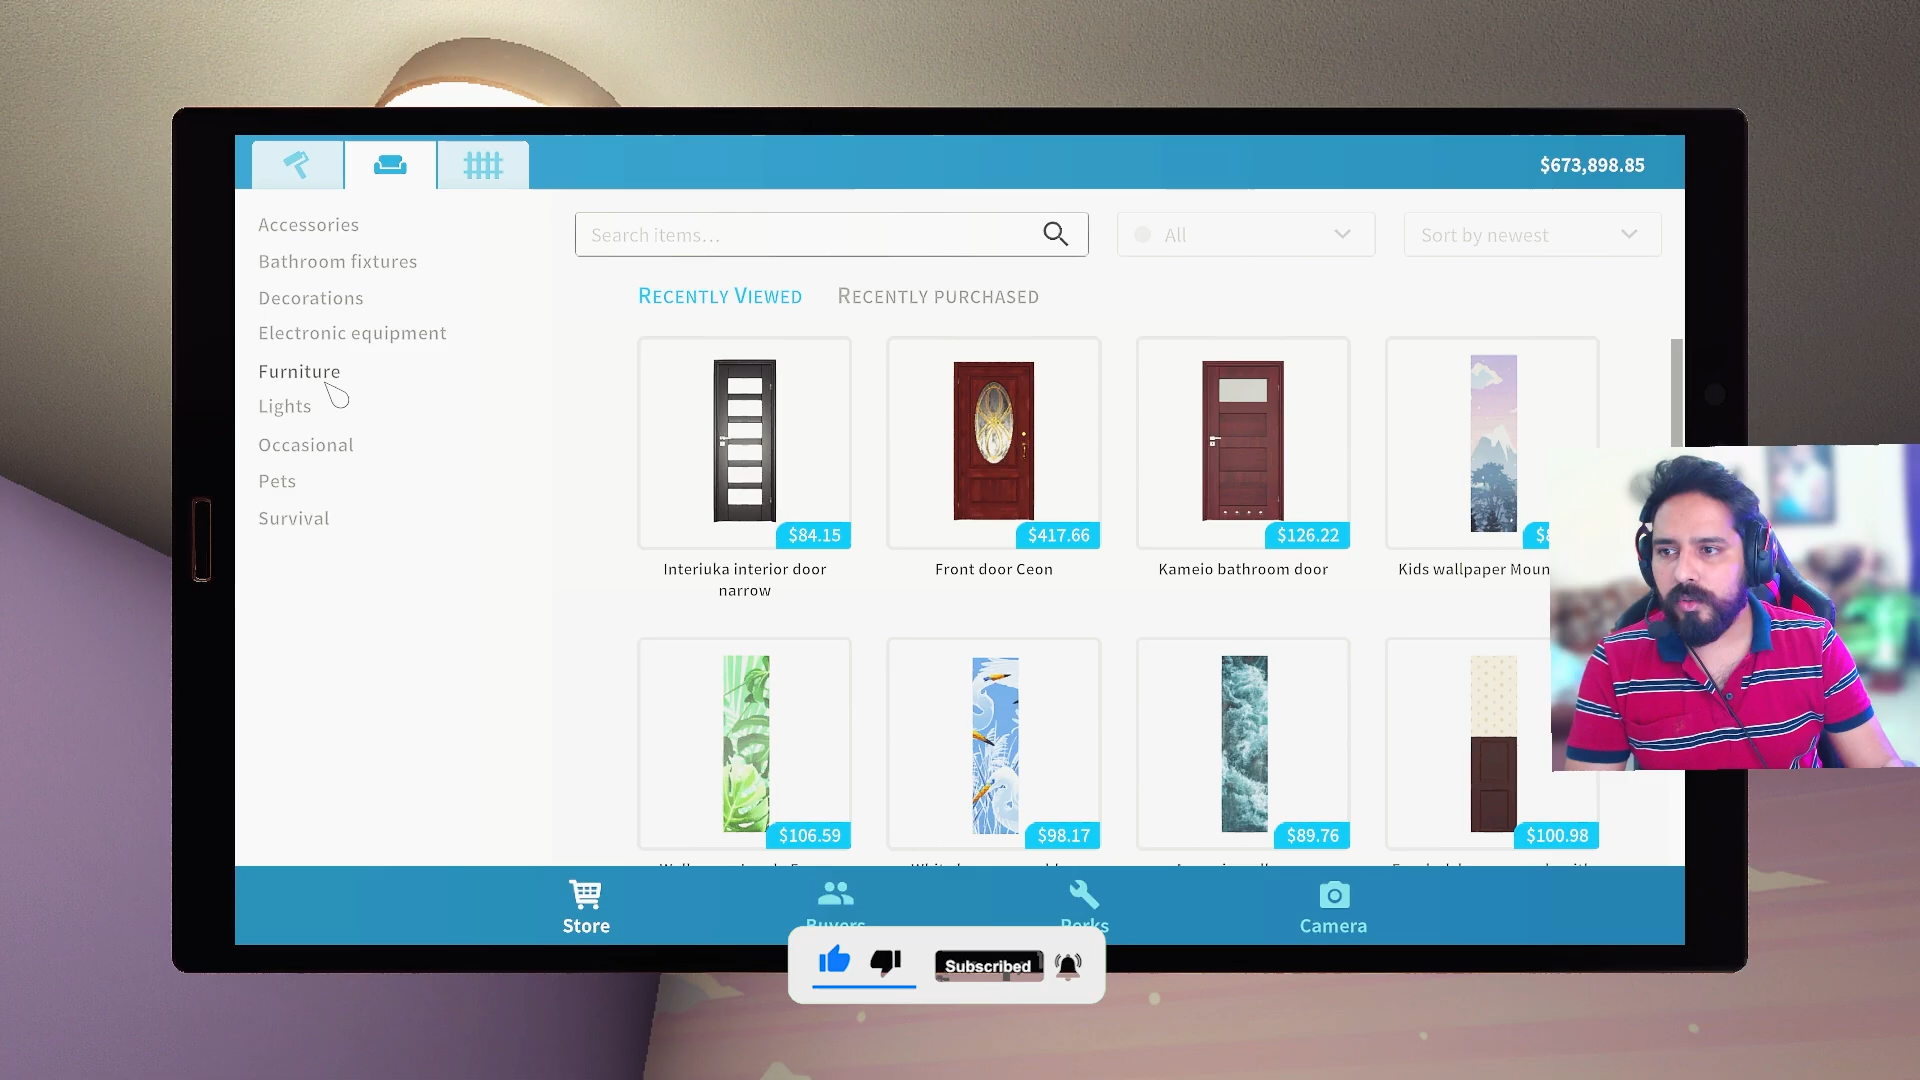 $673,898.85
Accessories
Bathroom fixtures
Decorations
Electronic equipment
Furniture
Lights
Occasional
Pets
Survival
Search items...
All
Sort by newest
RECENTLY VIEWED
RECENTLY PURCHASED
$84.15
$417.66
$126.22
Interiuka interior door
narrow
Front door Ceon
Kameio bathroom door
Kids wallpaper Moun
$106.59
$98.17
$89.76
$100.98
Store
Buyers
Perks
Camera
Subscribed